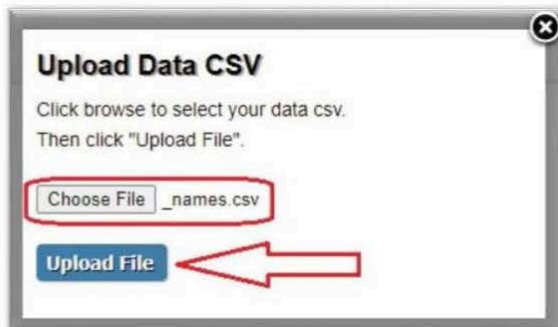 Upload Data CSV
Click browse to select your data csv.
Then click "Upload File".
Choose File _names.csv
Upload File